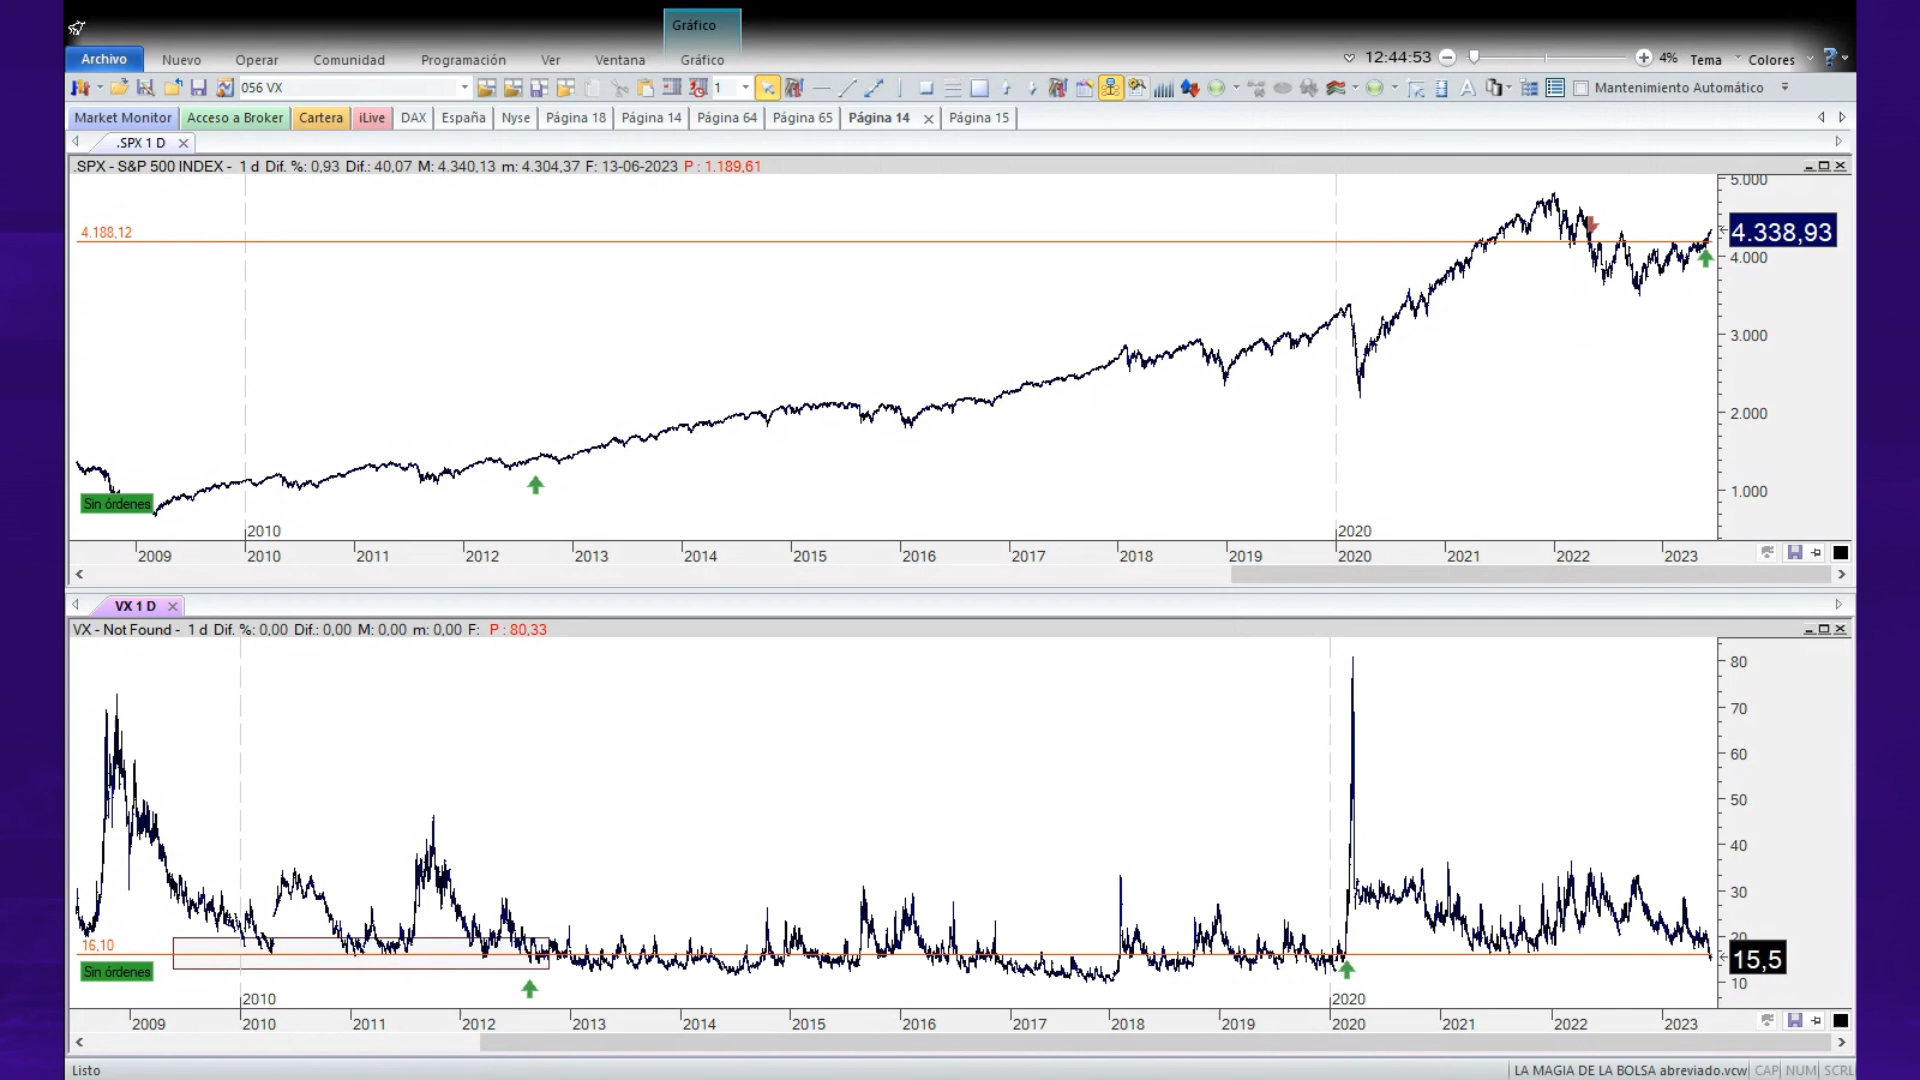 Gráfico
Archivo Nuevo Operar Comunidad Programación Ver Ventana Gráfico 12:44:53 4% Tema Colores
056 VX 1 Mantenimiento Automático
Market Monitor Acceso a Broker Cartera iLive DAX España Nyse Página 18 Página 14 Página 64 Página 65 Página 14 Página 15
.SPX 1 D
.SPX - S&P 500 INDEX - 1 d Dif. %: 0,93 Dif.: 40,07 M: 4.340,13 m: 4.304,37 F: 13-06-2023 P : 1.189,61
5.000
4.188,12
4.338,93
4.000
3.000
2.000
1.000
Sin órdenes
2010 2020
2009 2010 2011 2012 2013 2014 2015 2016 2017 2018 2019 2020 2021 2022 2023
VX 1 D
VX - Not Found - 1 d Dif. %: 0,00 Dif.: 0,00 M: 0,00 m: 0,00 F: P : 80,33
80
70
60
50
40
30
20
16,10
15,5
Sin órdenes
10
2010 2020
2009 2010 2011 2012 2013 2014 2015 2016 2017 2018 2019 2020 2021 2022 2023
Listo LA MAGIA DE LA BOLSA abreviado.vcw CAP NUM SCRL